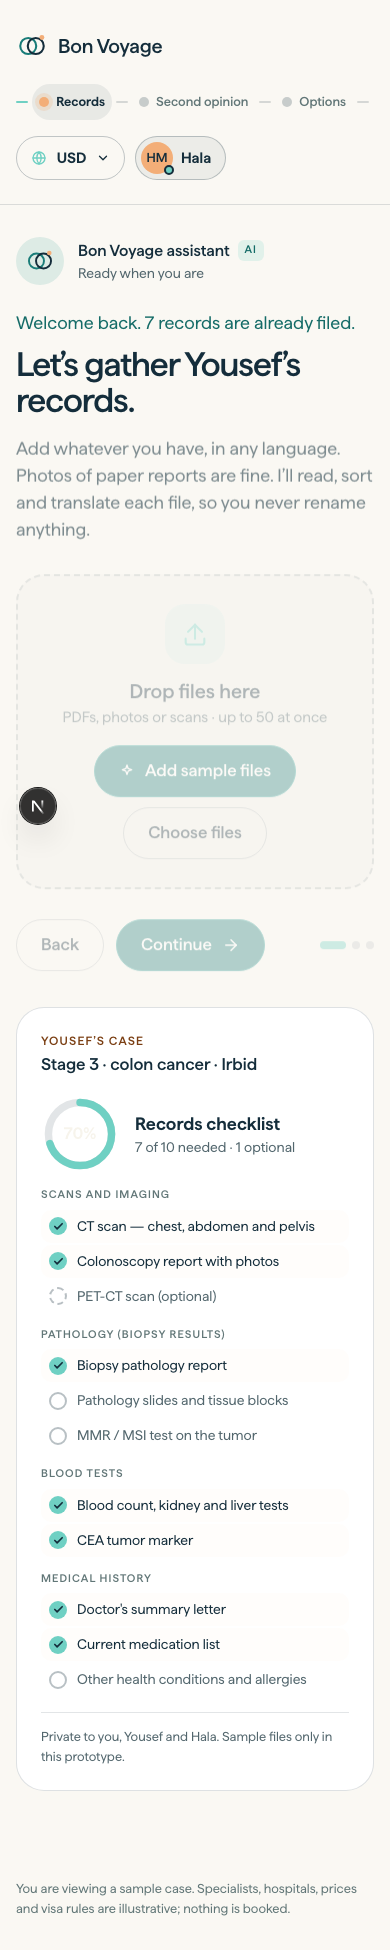 Bon Voyage
Records
Second opinion
Options
USD
HM
Hala
Bon Voyage assistant AI
Ready when you are
Welcome back. 7 records are already filed.
Let's gather Yousef's
records.
Add whatever you have, in any language.
Photos of paper reports are fine. I'll read, sort
and translate each file, so you never rename
anything.
Drop files here
PDFs, photos or scans · up to 50 at once
Add sample files
N
Choose files
Back
Continue
YOUSEF'S CASE
Stage 3 · colon cancer · Irbid
70%
Records checklist
7 of 10 needed · 1 optional
SCANS AND IMAGING
CT scan — chest, abdomen and pelvis
Colonoscopy report with photos
PET-CT scan (optional)
PATHOLOGY (BIOPSY RESULTS)
Biopsy pathology report
Pathology slides and tissue blocks
MMR / MSI test on the tumor
BLOOD TESTS
Blood count, kidney and liver tests
CEA tumor marker
MEDICAL HISTORY
Doctor's summary letter
Current medication list
Other health conditions and allergies
Private to you, Yousef and Hala. Sample files only in
this prototype.
You are viewing a sample case. Specialists, hospitals, prices
and visa rules are illustrative; nothing is booked.